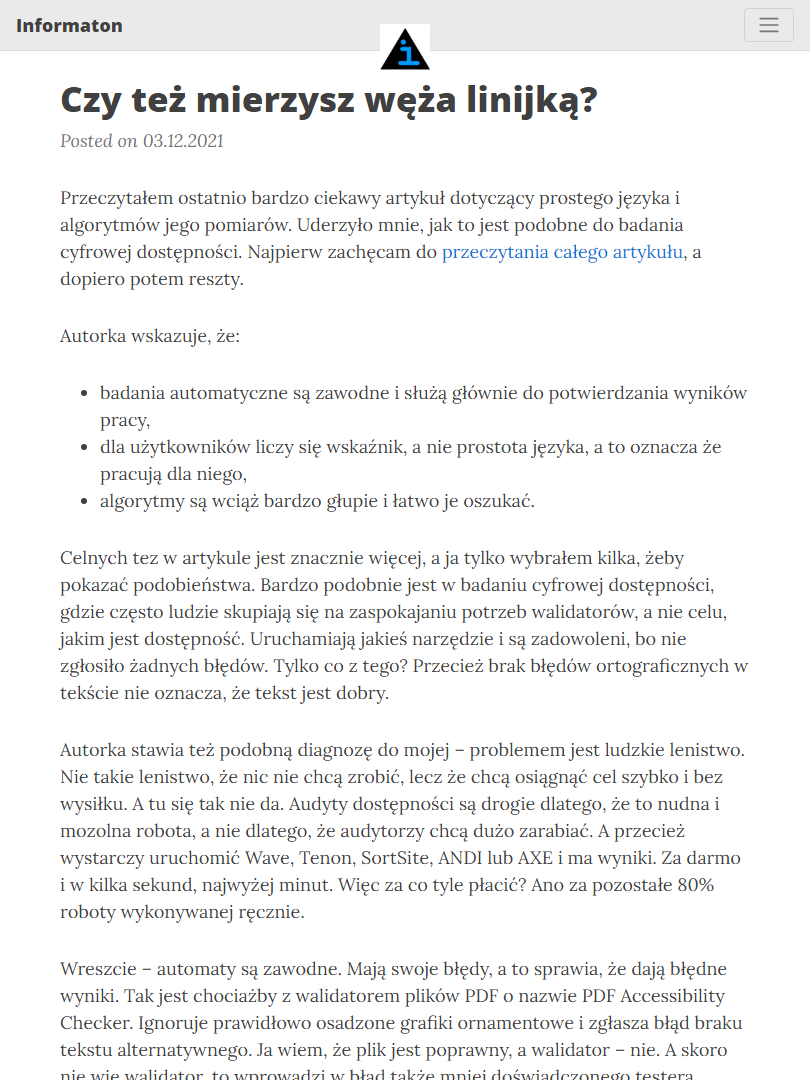 Informaton
i
Czy też mierzysz węża linijką?
Posted on 03.12.2021
Przeczytałem ostatnio bardzo ciekawy artykuł dotyczący prostego języka i
algorytmów jego pomiarów. Uderzyło mnie, jak to jest podobne do badania
cyfrowej dostępności. Najpierw zachęcam do przeczytania całego artykułu, a
dopiero potem reszty.
Autorka wskazuje, że:
• badania automatyczne są zawodne i służą głównie do potwierdzania wyników
pracy,
• dla użytkowników liczy się wskaźnik, a nie prostota języka, a to oznacza że
pracują dla niego,
• algorytmy są wciąż bardzo głupie i łatwo je oszukać.
Celnych tez w artykule jest znacznie więcej, a ja tylko wybrałem kilka, żeby
pokazać podobieństwa. Bardzo podobnie jest w badaniu cyfrowej dostępności,
gdzie często ludzie skupiają się na zaspokajaniu potrzeb walidatorów, a nie celu,
jakim jest dostępność. Uruchamiają jakieś narzędzie i są zadowoleni, bo nie
zgłosiło żadnych błędów. Tylko co z tego? Przecież brak błędów ortograficznych w
tekście nie oznacza, że tekst jest dobry.
Autorka stawia też podobną diagnozę do mojej – problemem jest ludzkie lenistwo.
Nie takie lenistwo, że nic nie chcą zrobić, lecz że chcą osiągnąć cel szybko i bez
wysiłku. A tu się tak nie da. Audyty dostępności są drogie dlatego, że to nudna i
mozolna robota, a nie dlatego, że audytorzy chcą dużo zarabiać. A przecież
wystarczy uruchomić Wave, Tenon, SortSite, ANDI lub AXE i ma wyniki. Za darmo
i w kilka sekund, najwyżej minut. Więc za co tyle płacić? Ano za pozostałe 80%
roboty wykonywanej ręcznie.
Wreszcie – automaty są zawodne. Mają swoje błędy, a to sprawia, że dają błędne
wyniki. Tak jest chociażby z walidatorem plików PDF o nazwie PDF Accessibility
Checker. Ignoruje prawidłowo osadzone grafiki ornamentowe i zgłasza błąd braku
tekstu alternatywnego. Ja wiem, że plik jest poprawny, a walidator – nie. A skoro
nie wie walidator, to wprowadzi w błąd także mniej doświadczonego testera.